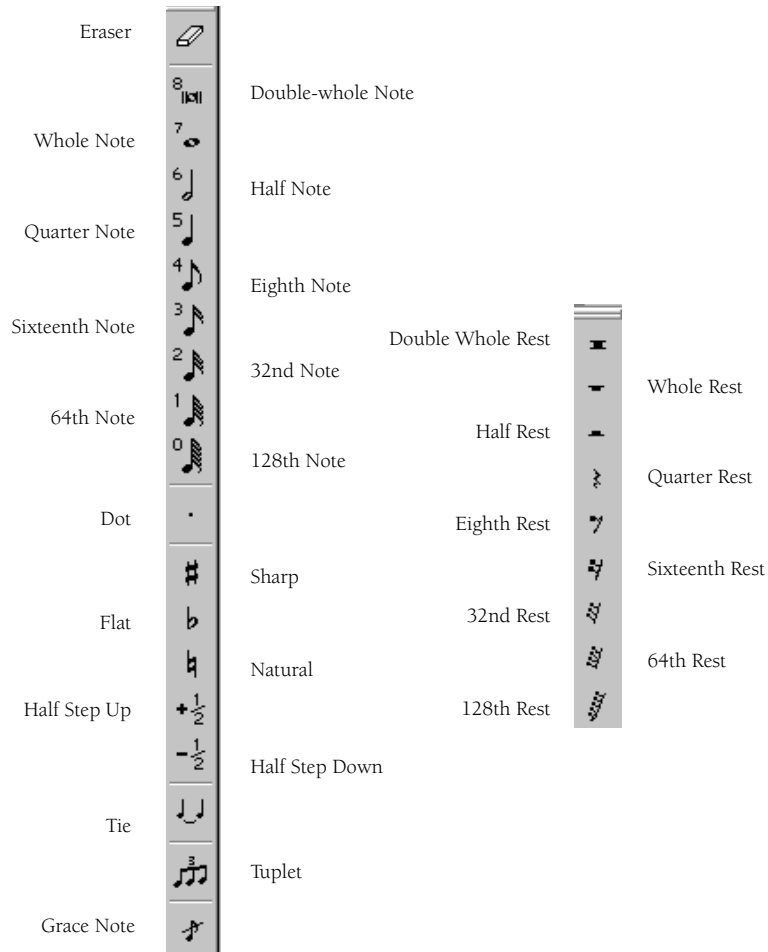 Eraser
8
Double-whole Note
7
Whole Note
6
Half Note
5
Quarter Note
4
Eighth Note
3
Sixteenth Note
2
32nd Note
1
64th Note
0
128th Note
Dot
Sharp
Flat
Natural
Half Step Up
+1/2
-1/2
Half Step Down
Tie
3
Tuplet
Grace Note
Double Whole Rest
Whole Rest
Half Rest
Quarter Rest
Eighth Rest
Sixteenth Rest
32nd Rest
64th Rest
128th Rest